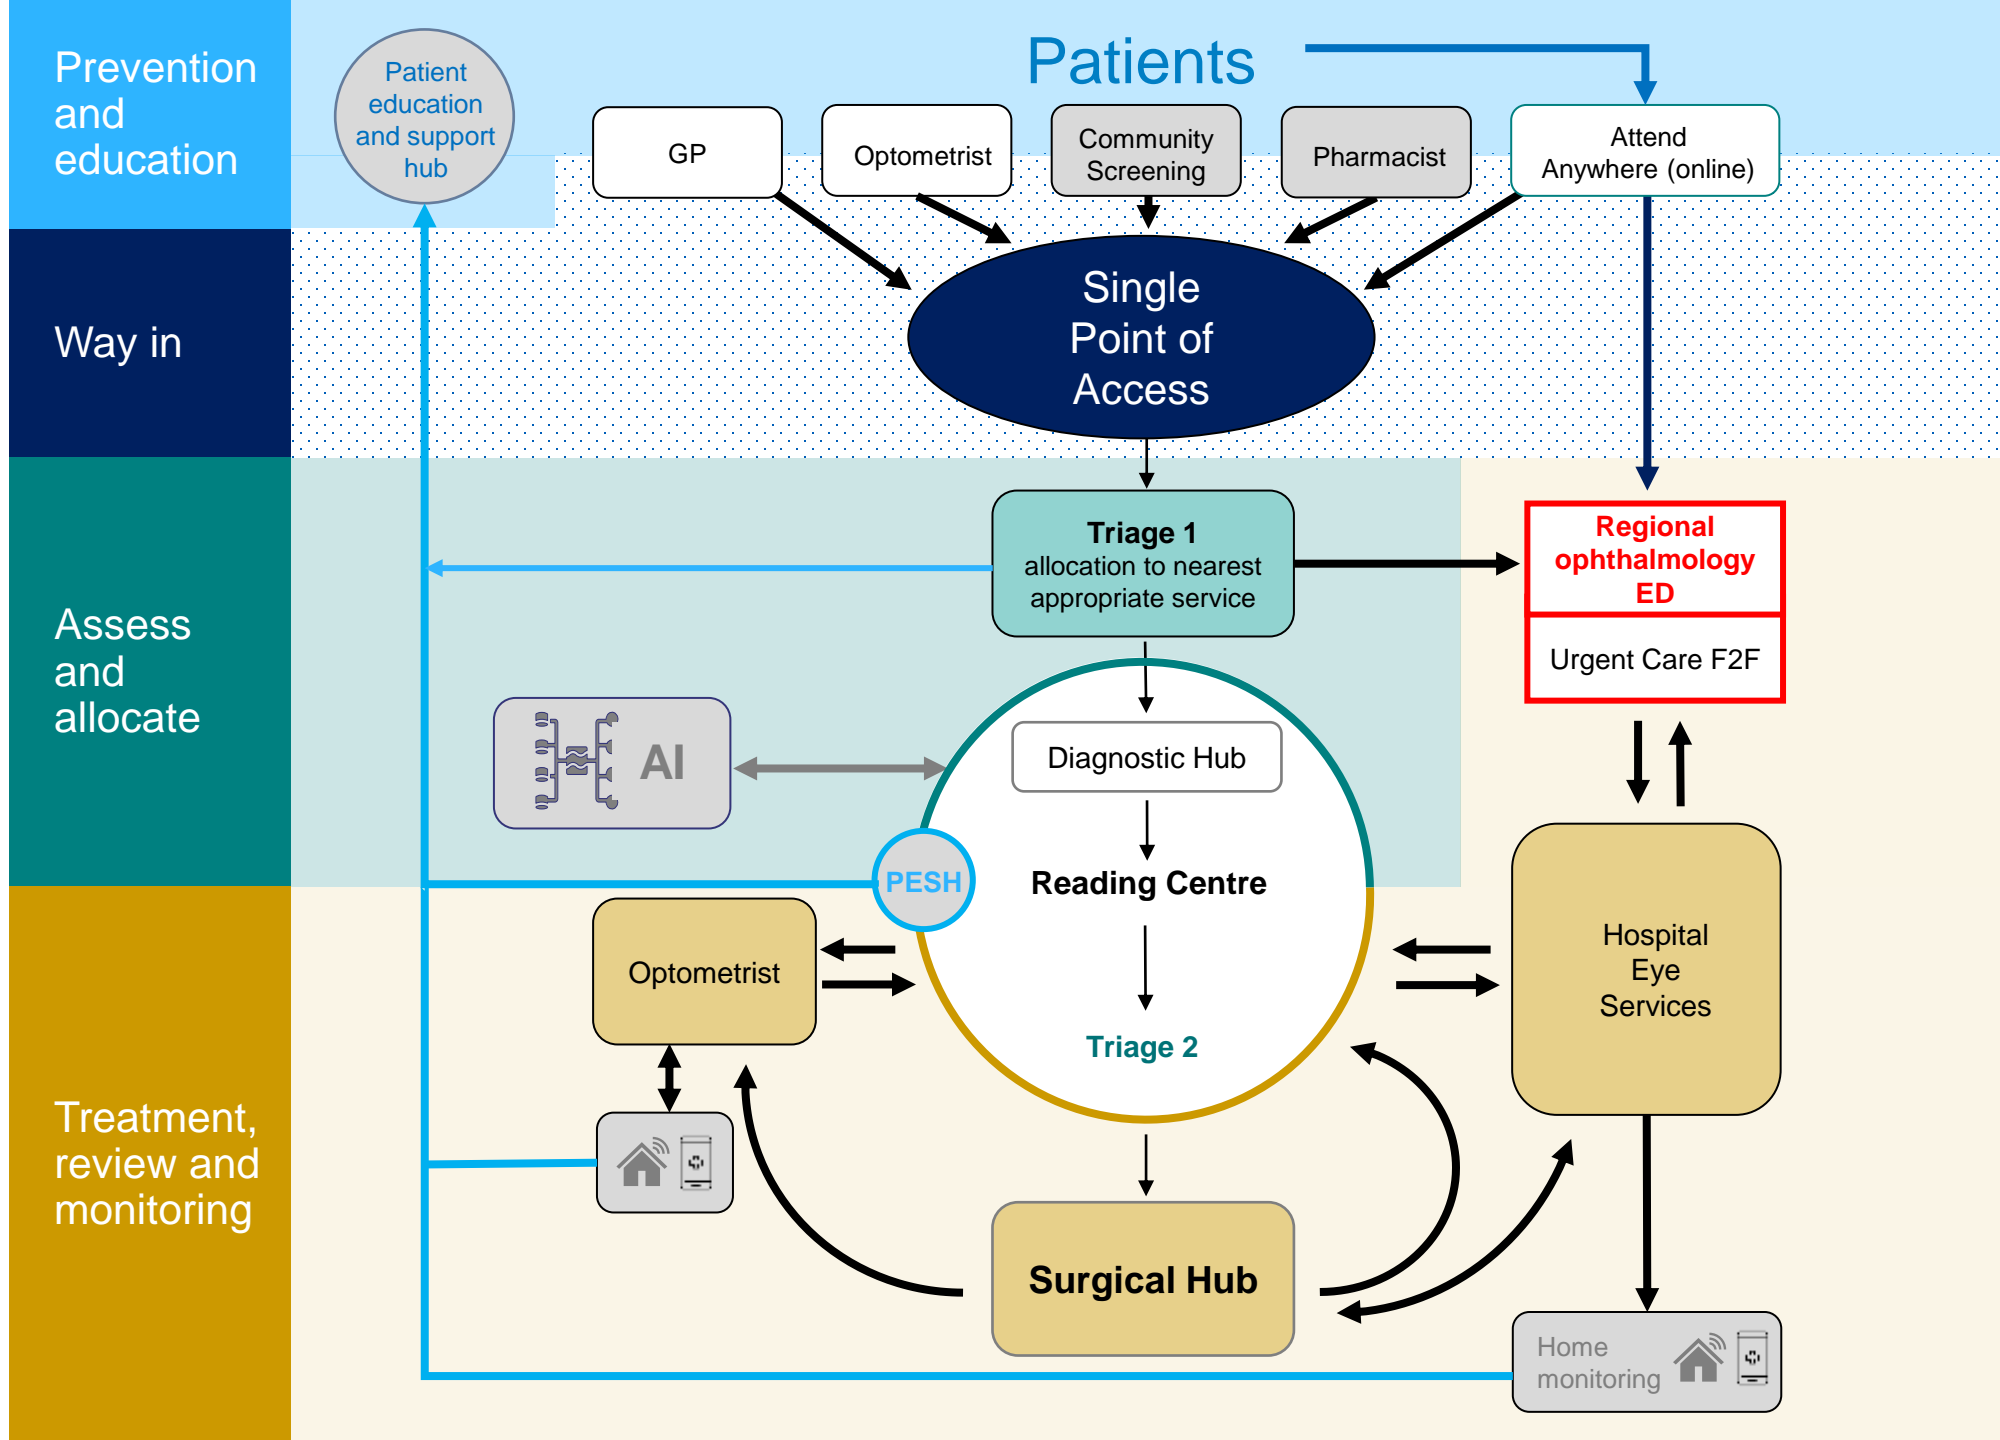 Prevention
and
education
Patient
education
and support
hub
Patients
GP
Optometrist
Community
Screening
Pharmacist
Attend
Anywhere (online)
Way in
Single
Point of
Access
Assess
and
allocate
Triage 1
allocation to nearest
appropriate service
Regional
ophthalmology
ED
Urgent Care F2F
AI
Diagnostic Hub
PESH
Reading Centre
Triage 2
Optometrist
Hospital
Eye
Services
Treatment,
review and
monitoring
Surgical Hub
Home
monitoring